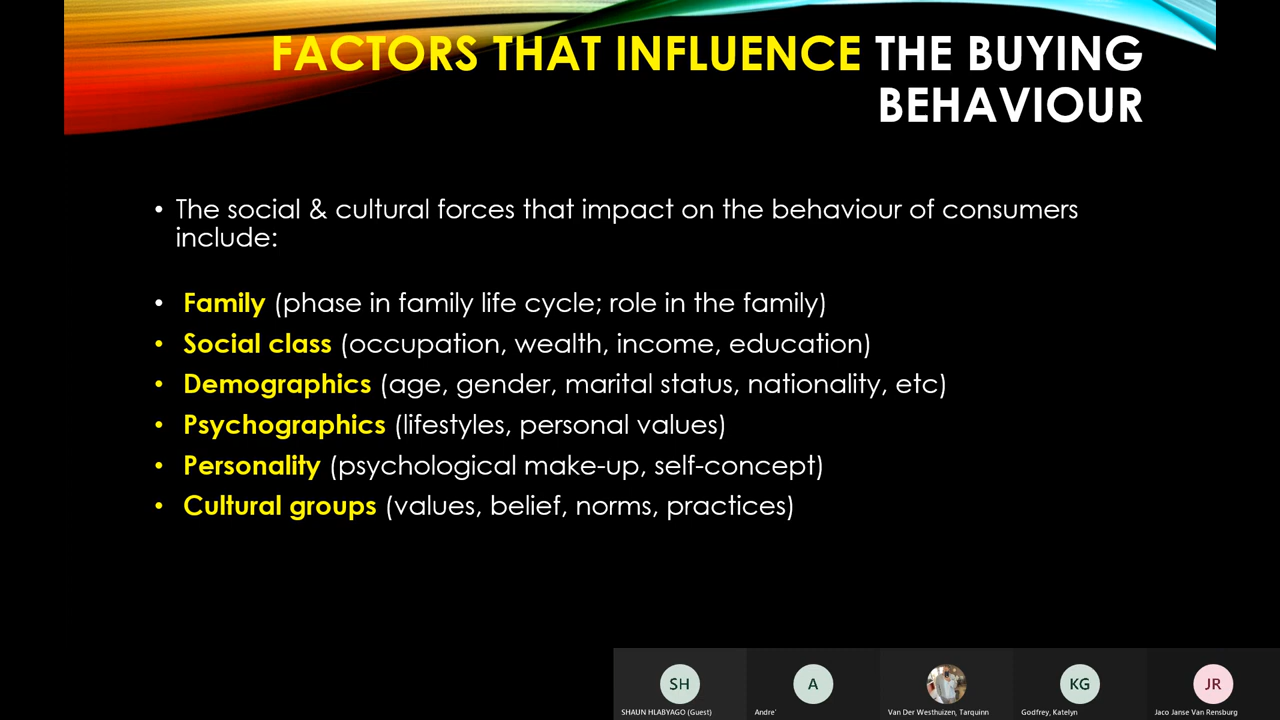 FACTORS THAT INFLUENCE THE BUYING
BEHAVIOUR
• The social & cultural forces that impact on the behaviour of consumers
include:
• Family (phase in family life cycle; role in the family)
• Social class (occupation, wealth, income, education)
• Demographics (age, gender, marital status, nationality, etc)
• Psychographics (lifestyles, personal values)
• Personality (psychological make-up, self-concept)
• Cultural groups (values, belief, norms, practices)
SH A KG JR
SHAUN HLABYAGO (Guest) Andre' Van Der Westhuizen, Tarquinn Godfrey, Katelyn Jaco Janse Van Rensburg